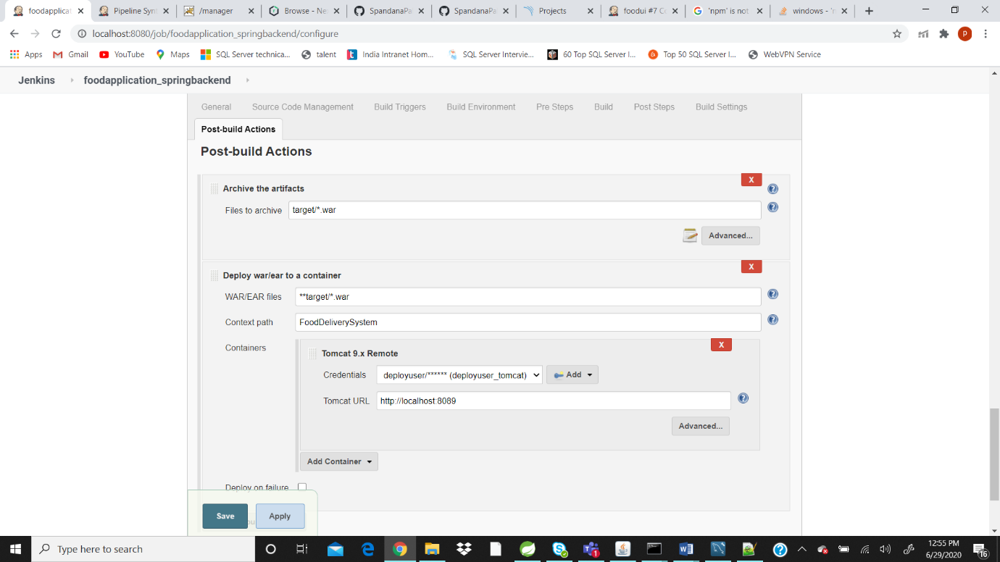 foodapplicat
Pipeline Syn
/manager
Browse - Ne
SpandanaPa
SpandanaPa
Projects
foodui #7 Co
'npm' is not
windows - 'n
localhost:8080/job/foodapplication_springbackend/configure
P
Apps
Gmail
YouTube
Maps
SQL Server technica...
talent
India Intranet Hom...
SQL Server Intervie...
60 Top SQL Server I...
Top 50 SQL Server I...
WebVPN Service
Jenkins
foodapplication_springbackend
General
Source Code Management
Build Triggers
Build Environment
Pre Steps
Build
Post Steps
Build Settings
Post-build Actions
Post-build Actions
X
Archive the artifacts
Files to archive
target/*.war
Advanced...
X
Deploy war/ear to a container
WAR/EAR files
**target/*.war
Context path
FoodDeliverySystem
Containers
X
Tomcat 9.x Remote
Credentials
deployuser/****** (deployuser_tomcat)
Add
Tomcat URL
http://localhost:8089
Advanced...
Add Container
Deploy on failure
Save
Apply
Type here to search
1
12:55 PM
6/29/2020
16